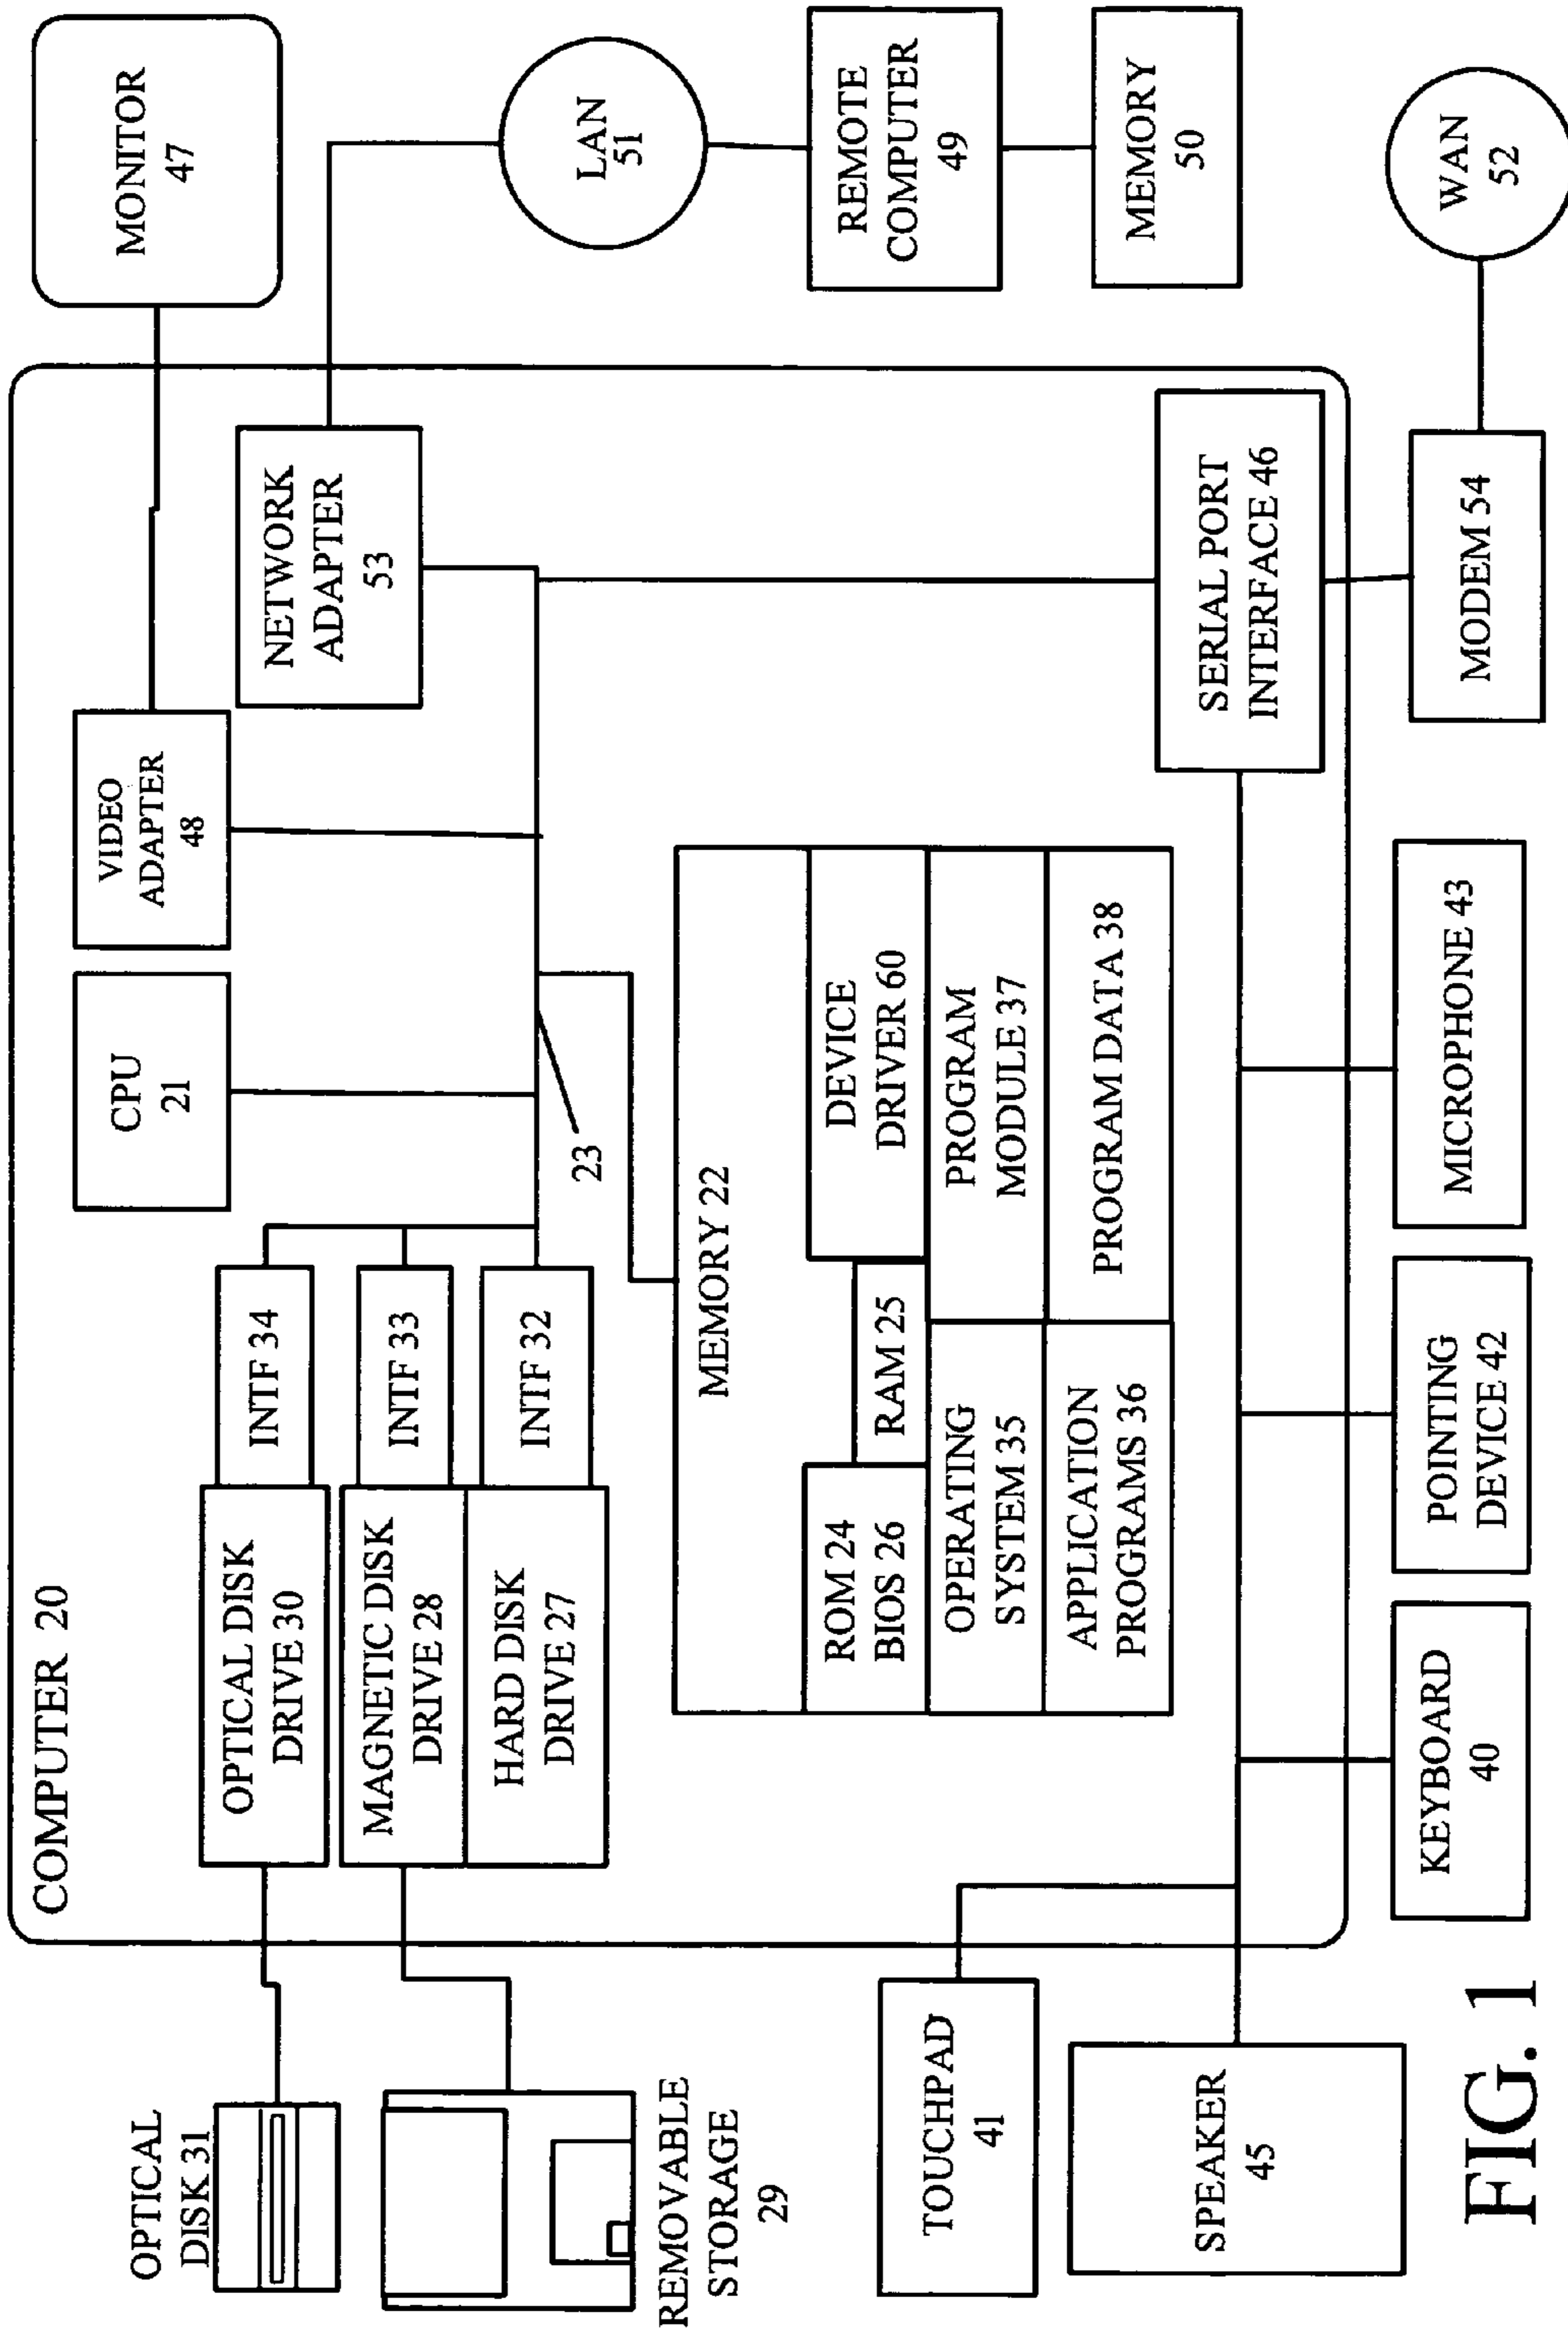 COMPUTER 20
OPTICAL
DISK 31
OPTICAL DISK
DRIVE 30
INTF 34
CPU
21
VIDEO
ADAPTER
48
MONITOR
47
MAGNETIC DISK
DRIVE 28
INTF 33
NETWORK
ADAPTER
53
HARD DISK
DRIVE 27
INTF 32
23
REMOVABLE
STORAGE
29
LAN
51
MEMORY 22
ROM 24
BIOS 26
RAM 25
DEVICE
DRIVER 60
REMOTE
COMPUTER
49
OPERATING
SYSTEM 35
PROGRAM
MODULE 37
APPLICATION
PROGRAMS 36
PROGRAM DATA 38
TOUCHPAD
41
MEMORY
50
SPEAKER
45
SERIAL PORT
INTERFACE 46
KEYBOARD
40
POINTING
DEVICE 42
MICROPHONE 43
MODEM 54
WAN
52
FIG. 1